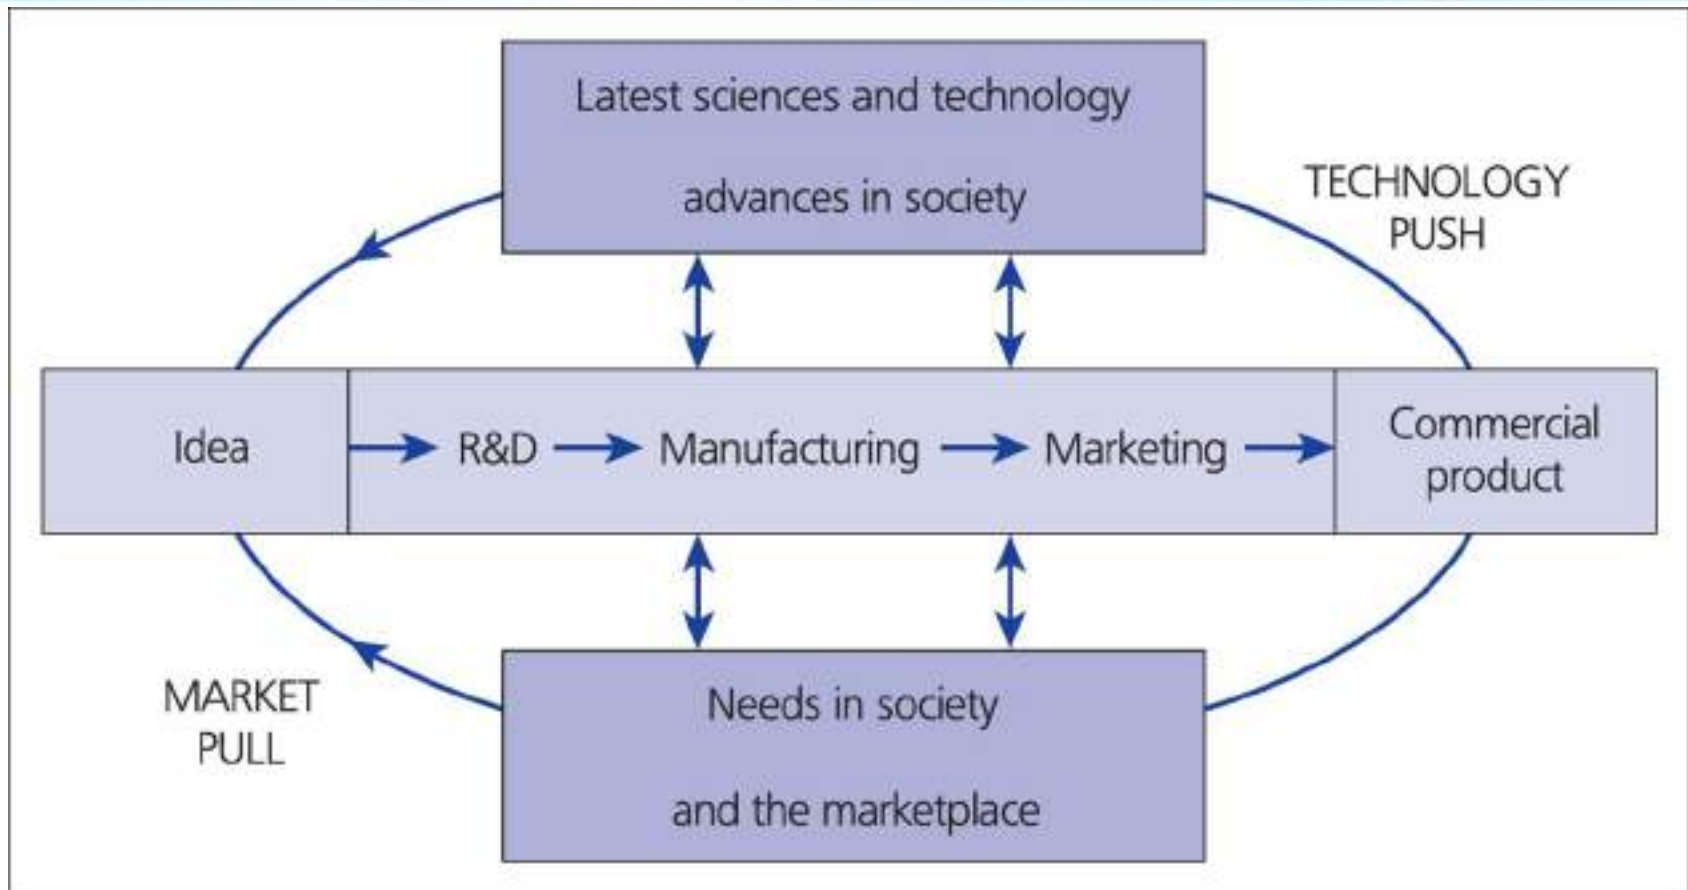 Latest sciences and technology
advances in society
TECHNOLOGY
PUSH
Idea
R&D
Manufacturing
Marketing
Commercial
product
MARKET
PULL
Needs in society
and the marketplace